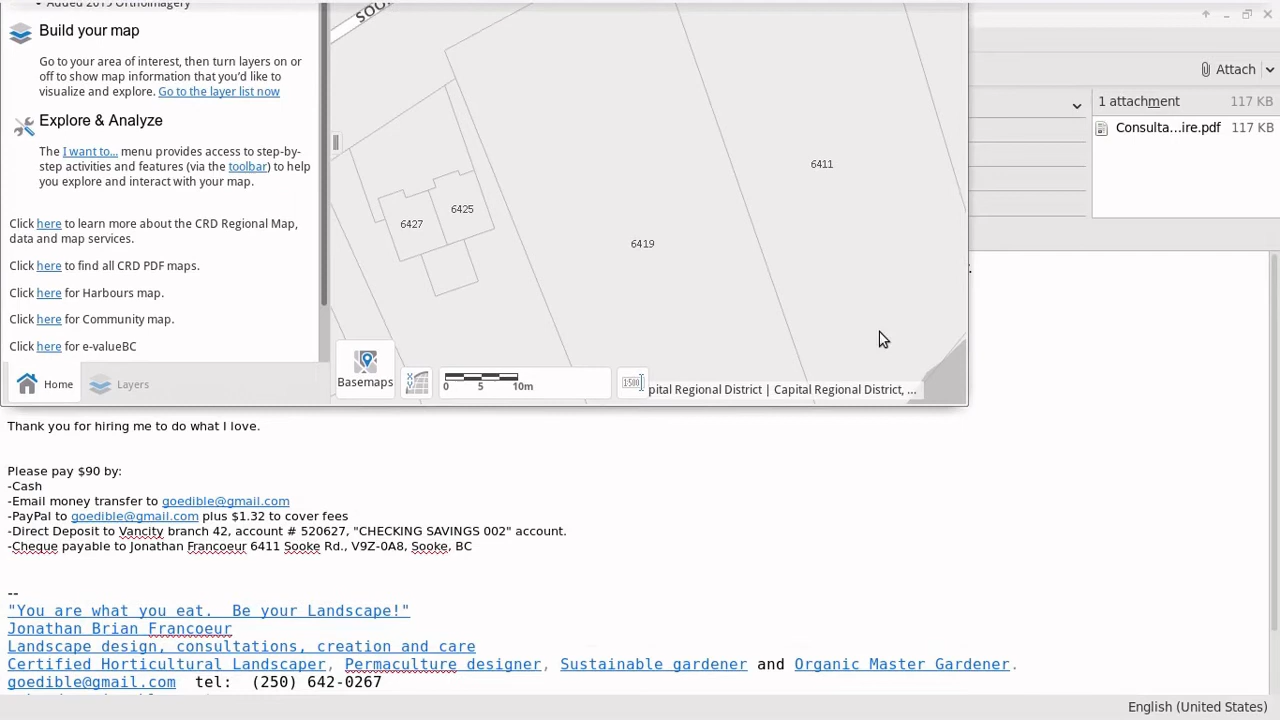 Added 2019 Orthoimagery
Build your map
Go to your area of interest, then turn layers on
or off to show map information that you'd like to
visualize and explore. Go to the layer list now
Explore & Analyze
The I want to... menu provides access to step-by-
step activities and features (via the toolbar) to help
you explore and interact with your map.
Click here to learn more about the CRD Regional Map,
data and map services.
Click here to find all CRD PDF maps.
Click here for Harbours map.
Click here for Community map.
Click here for e-valueBC
Home
Layers
SOO
6411
6425
6427
6419
Basemaps
0 5 10m
1500
pital Regional District | Capital Regional District, ...
Attach
1 attachment 117 KB
Consulta...ire.pdf 117 KB
Thank you for hiring me to do what I love.
Please pay $90 by:
-Cash
-Email money transfer to goedible@gmail.com
-PayPal to goedible@gmail.com plus $1.32 to cover fees
-Direct Deposit to Vancity branch 42, account # 520627, "CHECKING SAVINGS 002" account.
-Cheque payable to Jonathan Francoeur 6411 Sooke Rd., V9Z-0A8, Sooke, BC
--
"You are what you eat.  Be your Landscape!"
Jonathan Brian Francoeur
Landscape design, consultations, creation and care
Certified Horticultural Landscaper, Permaculture designer, Sustainable gardener and Organic Master Gardener.
goedible@gmail.com  tel:  (250) 642-0267
English (United States)